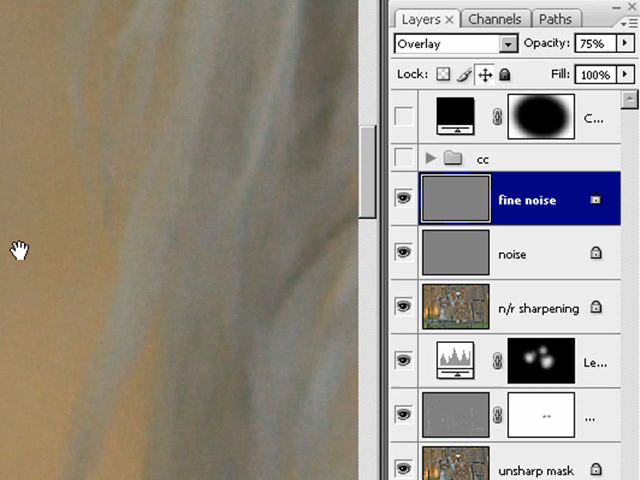 Layers × Channels Paths
Overlay Opacity: 75%
Lock: Fill: 100%
C...
cc
fine noise
noise
n/r sharpening
Le...
...
unsharp mask